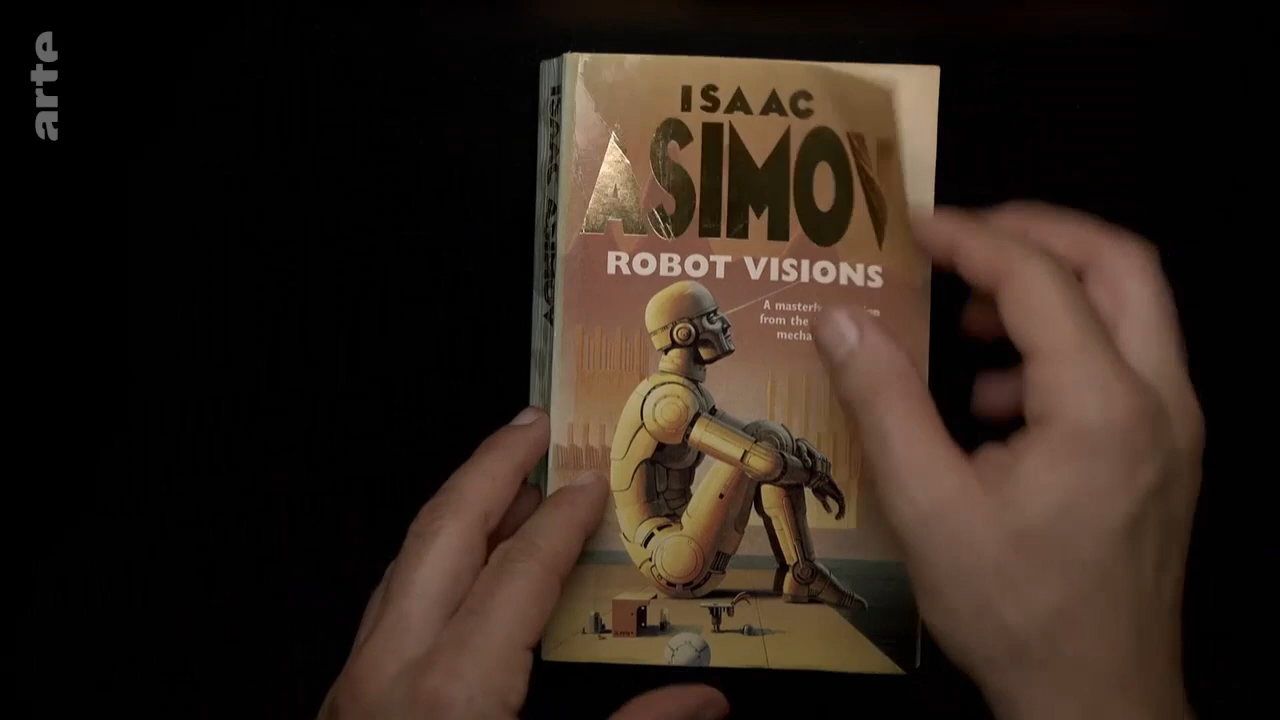 arte
ISAAC
ASIMOV
ROBOT VISIONS
A
from the
ISAAC ASIMOV